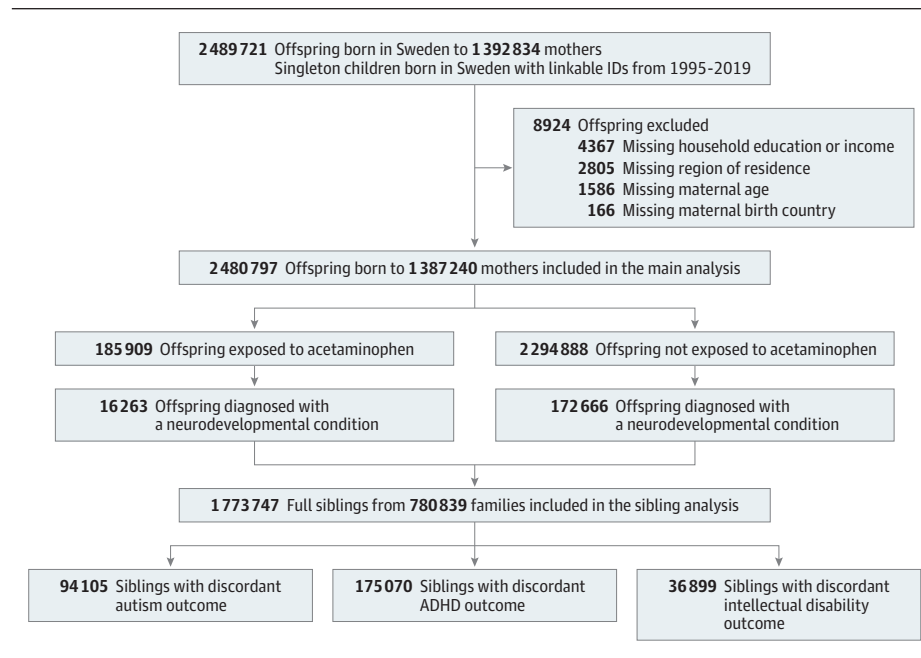 2489721 Offspring born in Sweden to 1392834 mothers
Singleton children born in Sweden with linkable IDs from 1995-2019
8924 Offspring excluded
4367 Missing household education or income
2805 Missing region of residence
1586 Missing maternal age
166 Missing maternal birth country
2480797 Offspring born to 1387240 mothers included in the main analysis
185909 Offspring exposed to acetaminophen
2294888 Offspring not exposed to acetaminophen
16263 Offspring diagnosed with
a neurodevelopmental condition
172666 Offspring diagnosed with
a neurodevelopmental condition
1773747 Full siblings from 780839 families included in the sibling analysis
94105 Siblings with discordant
autism outcome
175070 Siblings with discordant
ADHD outcome
36899 Siblings with discordant
intellectual disability
outcome